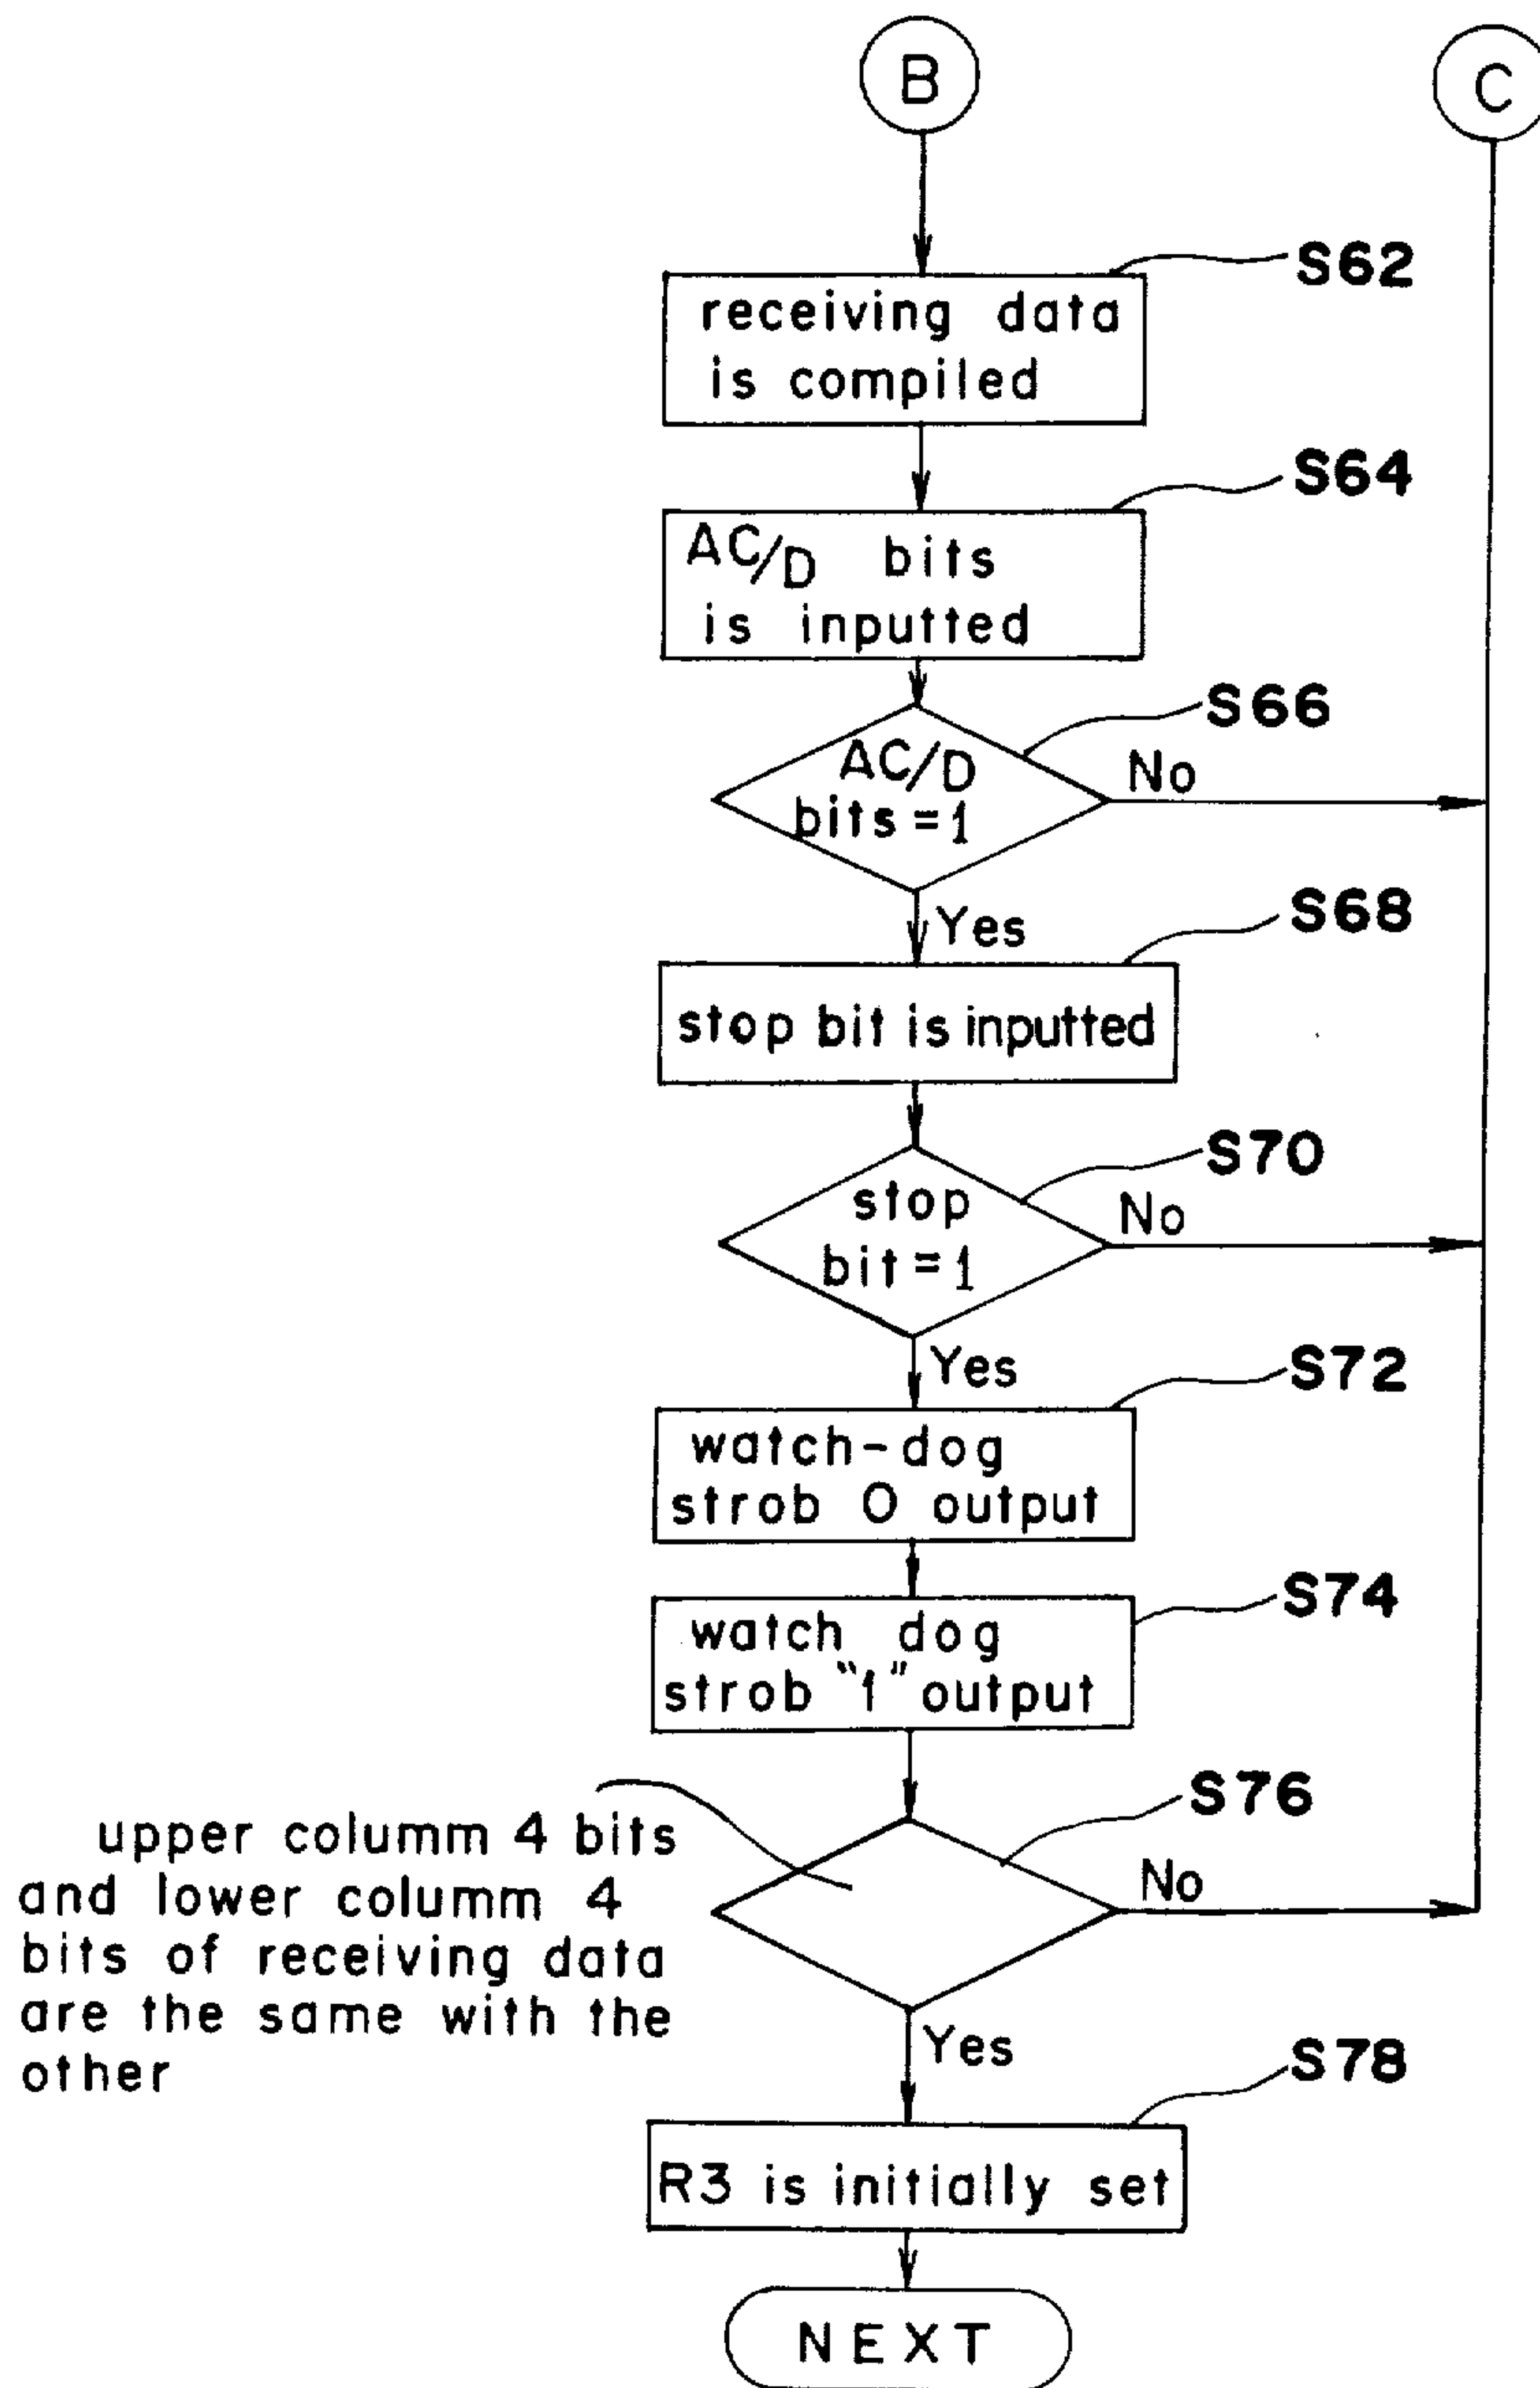 B
C
S62
receiving data
is compiled
S64
AC/D bits
is inputted
S66
AC/D
bits=1
No
Yes
S68
stop bit is inputted
S70
stop
bit=1
No
Yes
S72
watch-dog
strob 0 output
S74
watch dog
strob "1" output
S76
upper columm 4 bits
and lower columm 4
bits of receiving data
are the same with the
other
No
Yes
S78
R3 is initially set
NEXT